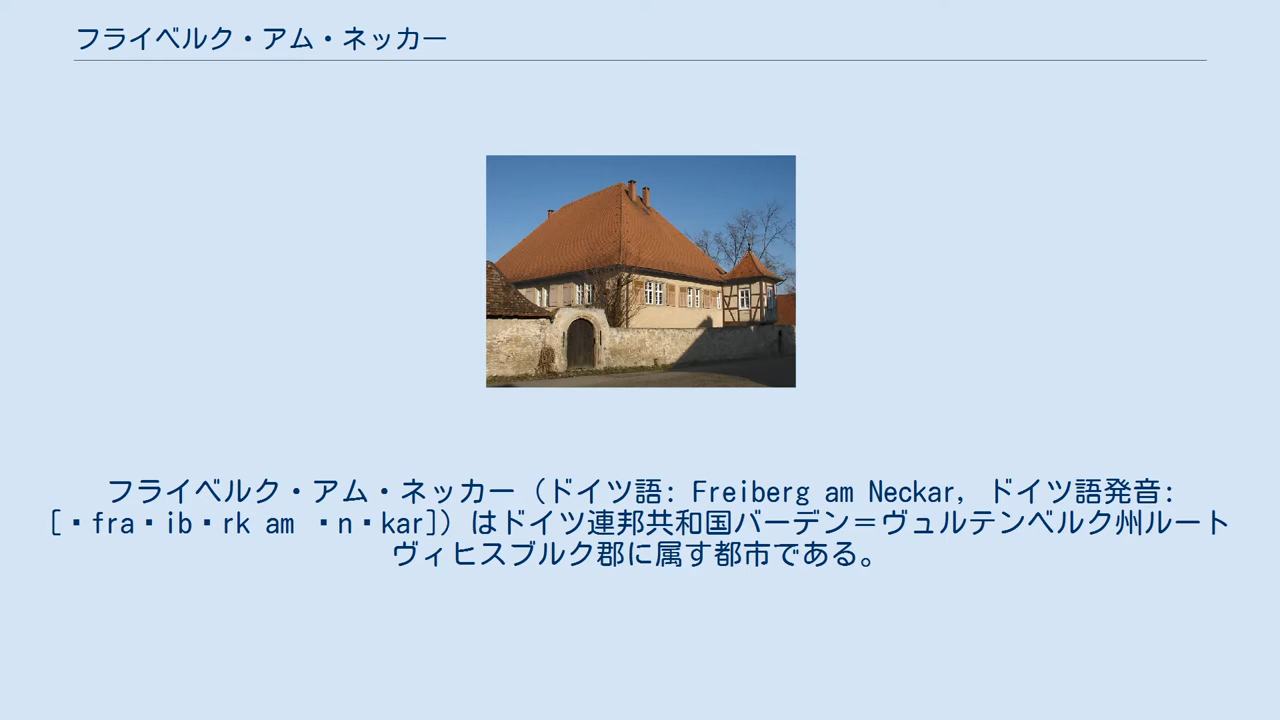 フライベルク・アム・ネッカー
フライベルク・アム・ネッカー（ドイツ語: Freiberg am Neckar, ドイツ語発音:
[・fra・ib・rk am ・n・kar]）はドイツ連邦共和国バーデン＝ヴュルテンベルク州ルート
ヴィヒスブルク郡に属す都市である。